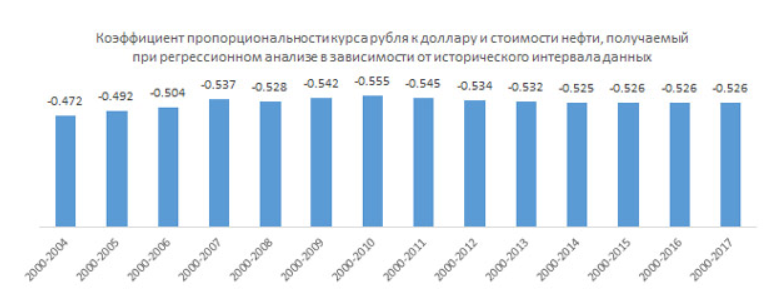 Коэффициент пропорциональности курса рубля к доллару и стоимости нефти, получаемый
при регрессионном анализе в зависимости от исторического интервала данных
-0.472 -0.492 -0.504 -0.537 -0.528 -0.542 -0.555 -0.545 -0.534 -0.532 -0.525 -0.526 -0.526 -0.526
2000-2004 2000-2005 2000-2006 2000-2007 2000-2008 2000-2009 2000-2010 2000-2011 2000-2012 2000-2013 2000-2014 2000-2015 2000-2016 2000-2017